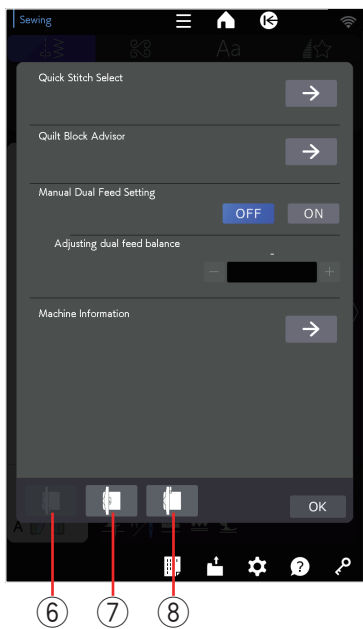 Sewing
Aa
Quick Stitch Select
Quilt Block Advisor
Manual Dual Feed Setting
OFF ON
Adjusting dual feed balance
-
− +
Machine Information
OK
A
?
⑥ ⑦ ⑧